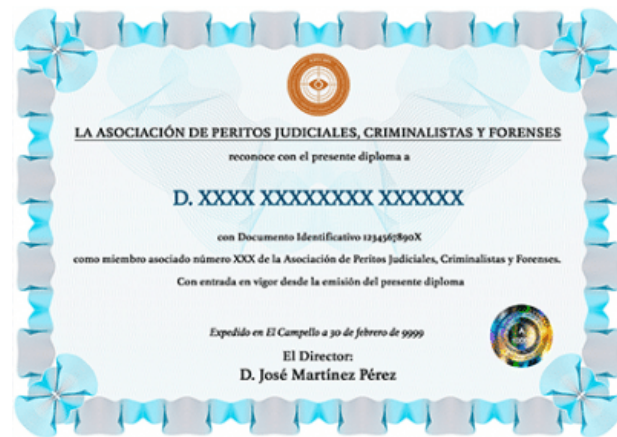 LA ASOCIACIÓN DE PERITOS JUDICIALES, CRIMINALISTAS Y FORENSES
reconoce con el presente diploma a
D. XXXX XXXXXXXX XXXXXX
con Documento Identificativo 1234567890X
como miembro asociado número XXX de la Asociación de Peritos Judiciales, Criminalistas y Forenses.
Con entrada en vigor desde la emisión del presente diploma
Expedido en El Campello a 30 de febrero de 9999
El Director:
D. José Martínez Pérez